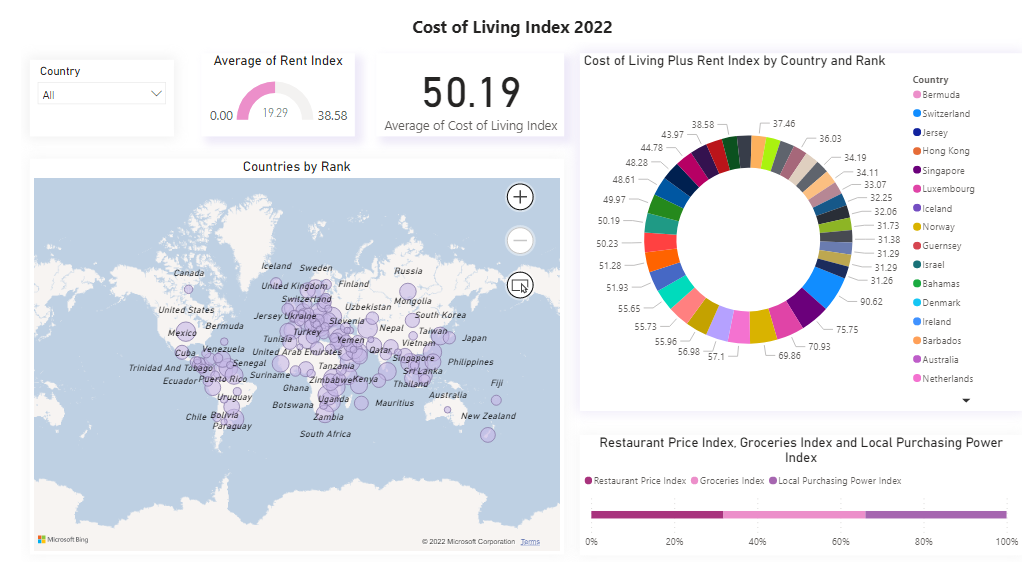 Cost of Living Index 2022
Country
All
Average of Rent Index
0.00
19.29
38.58
50.19
Average of Cost of Living Index
Countries by Rank
Canada
Iceland
Sweden
Russia
United Kingdom
Finland
Switzerland
Mongolia
United States
Uzbekistan
Jersey
Ukraine
South Korea
Bermuda
Slovenia
Mexico
Turkey
Nepal
Taiwan
Tunisia
Yemen
Vietnam
Japan
Cuba
Venezuela
United Arab Emirates
Qatar
Senegal
Singapore
Philippines
Trinidad And Tobago
Tanzania
Sri Lanka
Ecuador
Puerto Rico
Suriname
Zimbabwe
Kenya
Thailand
Fiji
Ghana
Uruguay
Uganda
Australia
Botswana
Mauritius
Chile
Bolivia
Zambia
New Zealand
Paraguay
South Africa
Microsoft Bing
© 2022 Microsoft Corporation
Terms
Cost of Living Plus Rent Index by Country and Rank
37.46
36.03
34.19
34.11
33.07
32.25
32.06
31.73
31.38
31.29
31.29
31.26
90.62
75.75
70.93
69.86
57.1
56.98
55.96
55.73
55.65
51.93
51.28
50.23
50.19
49.97
48.61
48.28
44.78
43.97
38.58
Country
Bermuda
Switzerland
Jersey
Hong Kong
Singapore
Luxembourg
Iceland
Norway
Guernsey
Israel
Bahamas
Denmark
Ireland
Barbados
Australia
Netherlands
Restaurant Price Index, Groceries Index and Local Purchasing Power
Index
Restaurant Price Index
Groceries Index
Local Purchasing Power Index
0%
20%
40%
60%
80%
100%